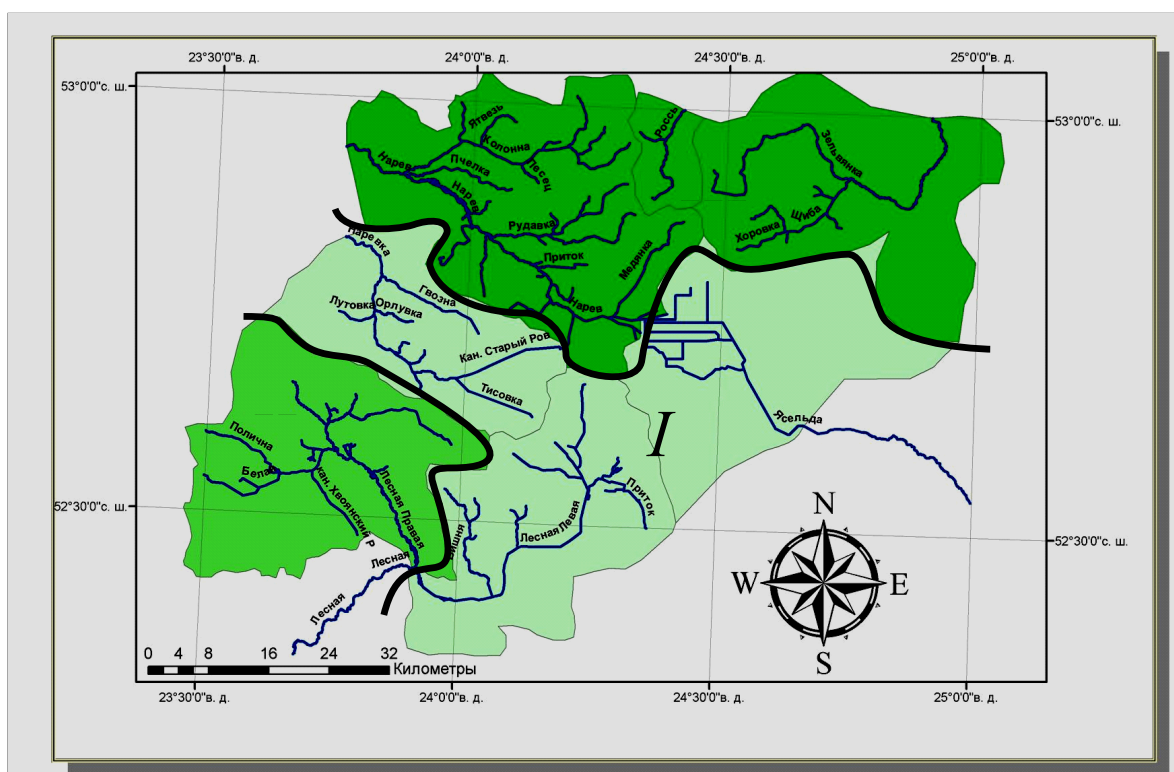 23°30'0"в. д.
24°0'0"в. д.
24°30'0"в. д.
25°0'0"в. д.
53°0'0"с. ш.
53°0'0"с. ш.
Ятвезь
Колонна
Россь
Зельвянка
Нарев
Пчелка
Лесец
Нарев
Рудавка
Щиба
Хоровка
Наревка
Приток
Медянка
Гвозна
Нарев
Лутовка
Орлувка
Кан. Старый Ров
Тисовка
I
Ясельда
Полична
Белая
Лесная Правая
кан. Хвоянский Р
Приток
52°30'0"с. ш.
Вишня
Лесная
Левая
52°30'0"с. ш.
Лесная
Лесная
N
W
E
S
0 4 8 16 24 32
Километры
23°30'0"в. д.
24°0'0"в. д.
24°30'0"в. д.
25°0'0"в. д.